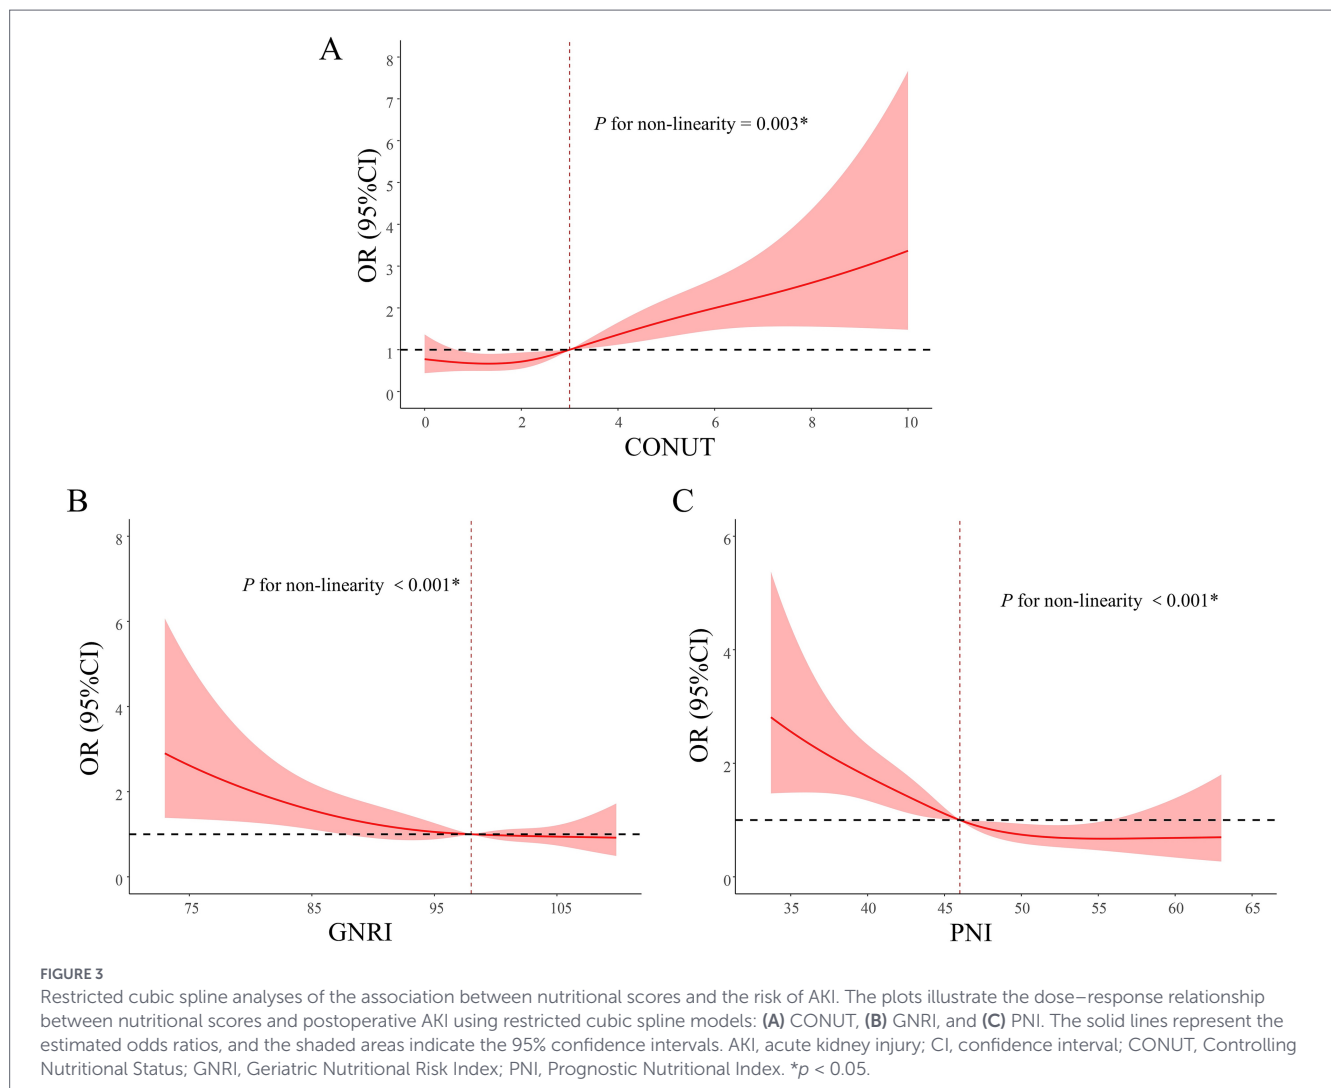 A
8
7
6
5
4
3
2
1
0
OR (95%CI)
P for non-linearity = 0.003*
0 2 4 6 8 10
CONUT
B
8
6
4
2
0
OR (95%CI)
P for non-linearity < 0.001*
75 85 95 105
GNRI
C
6
4
2
0
OR (95%CI)
P for non-linearity < 0.001*
35 40 45 50 55 60 65
PNI
FIGURE 3
Restricted cubic spline analyses of the association between nutritional scores and the risk of AKI. The plots illustrate the dose–response relationship
between nutritional scores and postoperative AKI using restricted cubic spline models: (A) CONUT, (B) GNRI, and (C) PNI. The solid lines represent the
estimated odds ratios, and the shaded areas indicate the 95% confidence intervals. AKI, acute kidney injury; CI, confidence interval; CONUT, Controlling
Nutritional Status; GNRI, Geriatric Nutritional Risk Index; PNI, Prognostic Nutritional Index. *p < 0.05.